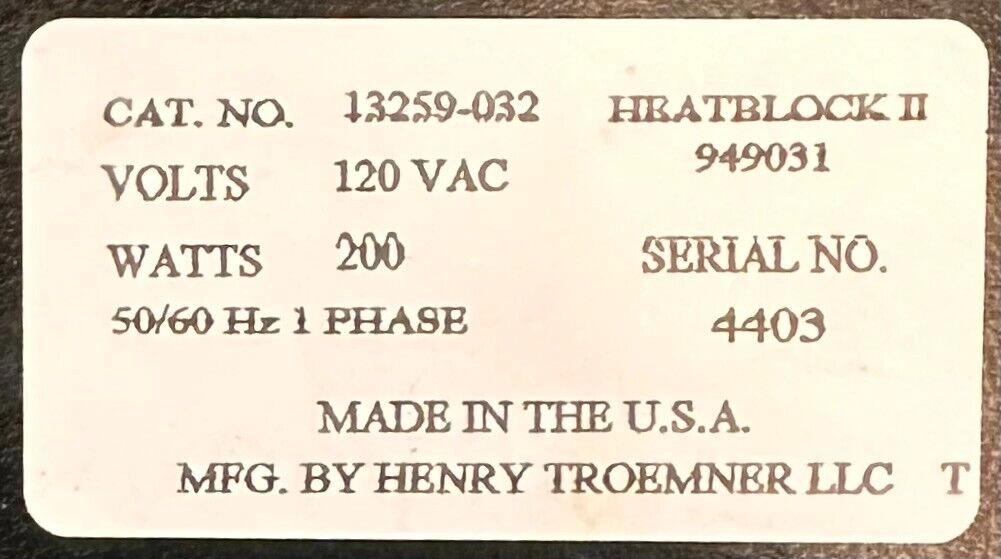 CAT. NO. 13259-032 HEATBLOCK II
949031
VOLTS 120 VAC
WATTS 200 SERIAL NO.
50/60 Hz 1 PHASE 4403
MADE IN THE U.S.A.
MFG. BY HENRY TROEMNER LLC T